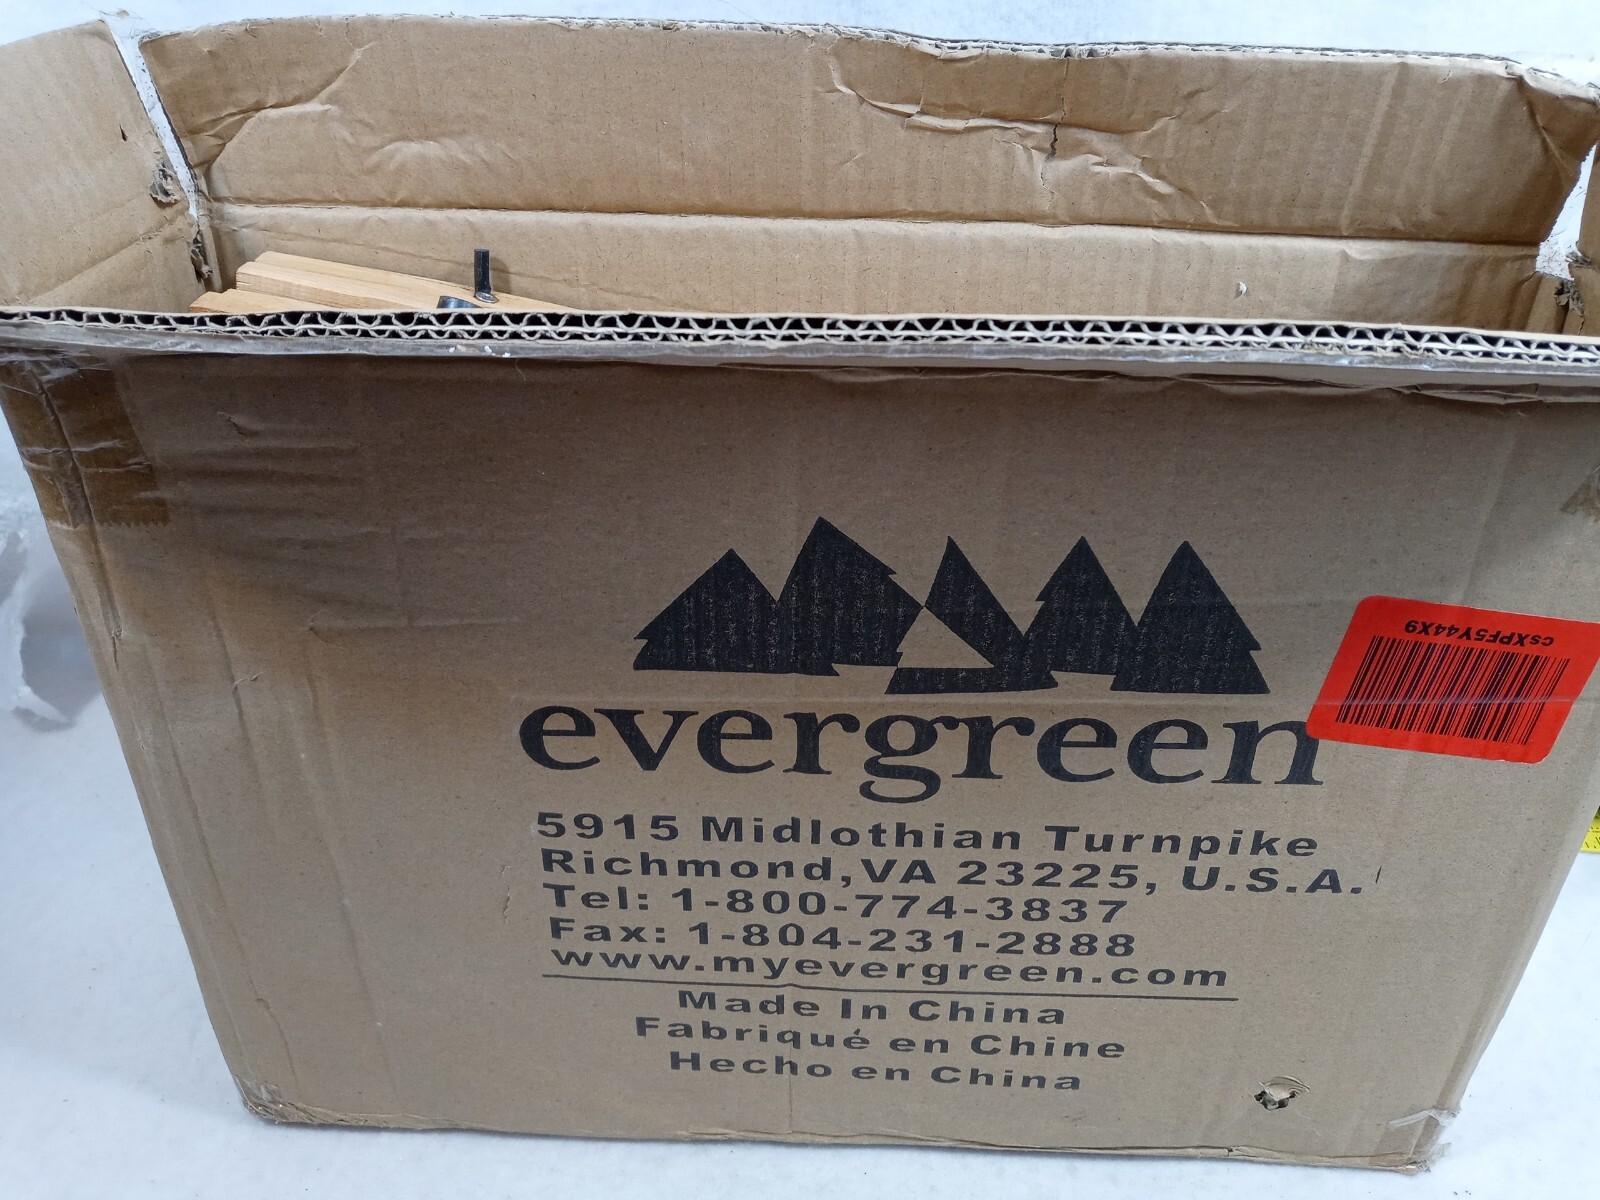 csXPF5Y44X9
evergreen
5915 Midlothian Turnpike
Richmond,VA 23225, U.S.A.
Tel: 1-800-774-3837
Fax: 1-804-231-2888
www.myevergreen.com
Made In China
Fabriqué en Chine
Hecho en China